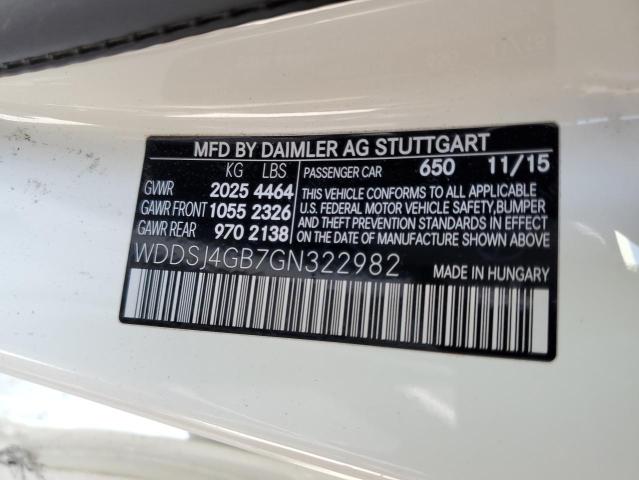 MFD BY DAIMLER AG STUTTGART
KG LBS PASSENGER CAR 650 11/15
GVWR 2025 4464
GAWR FRONT 1055 2326
GAWR REAR 970 2138
THIS VEHICLE CONFORMS TO ALL APPLICABLE
U.S. FEDERAL MOTOR VEHICLE SAFETY, BUMPER
AND THEFT PREVENTION STANDARDS IN EFFECT
ON THE DATE OF MANUFACTURE SHOWN ABOVE.
WDDSJ4GB7GN322982 MADE IN HUNGARY